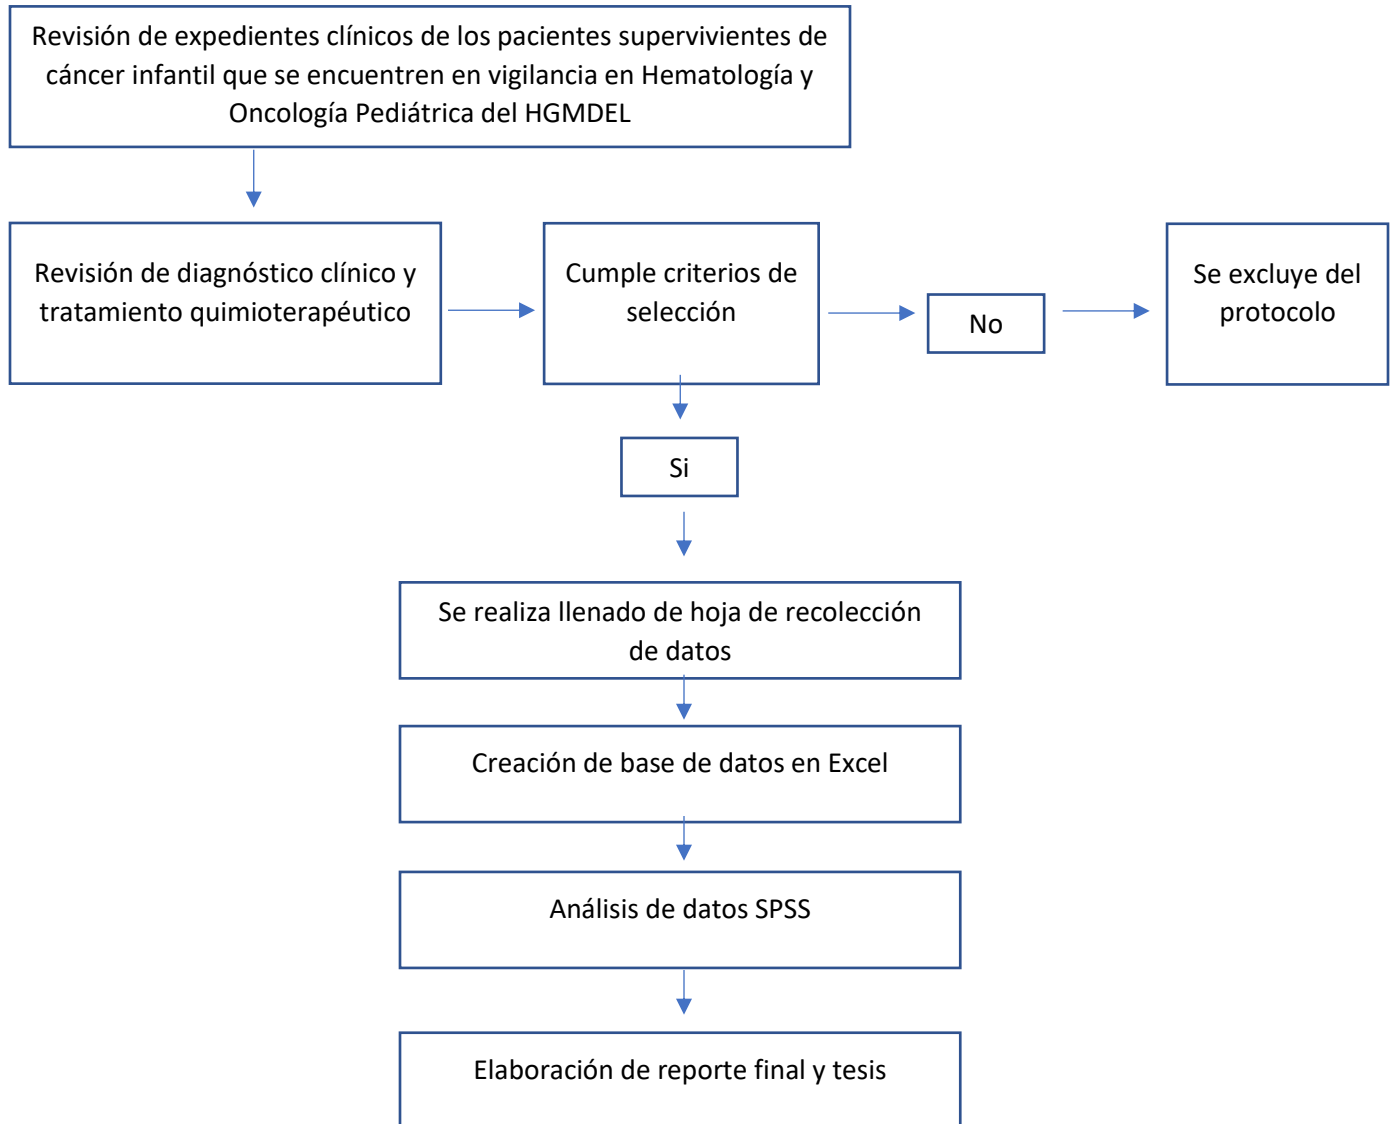 Revisión de expedientes clínicos de los pacientes supervivientes de
cáncer infantil que se encuentren en vigilancia en Hematología y
Oncología Pediátrica del HGMDEL
Revisión de diagnóstico clínico y
tratamiento quimioterapéutico
Cumple criterios de
selección
No
Se excluye del
protocolo
Si
Se realiza llenado de hoja de recolección
de datos
Creación de base de datos en Excel
Análisis de datos SPSS
Elaboración de reporte final y tesis